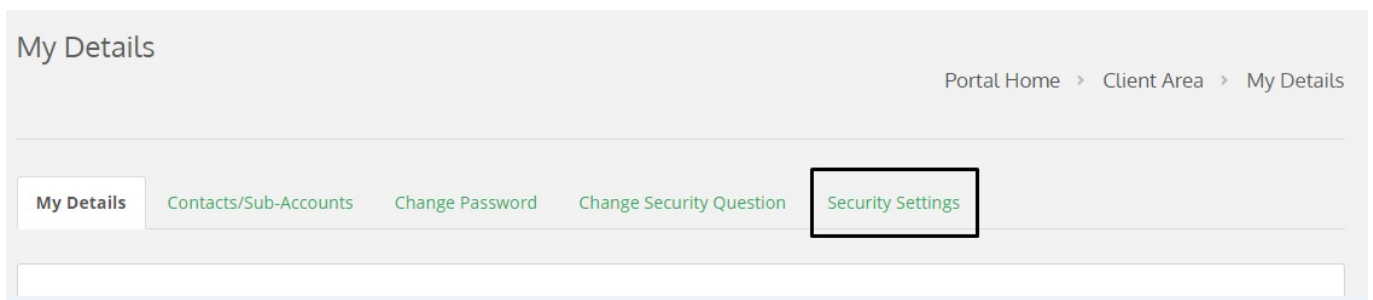 My Details
Portal Home > Client Area > My Details
My Details Contacts/Sub-Accounts Change Password Change Security Question Security Settings